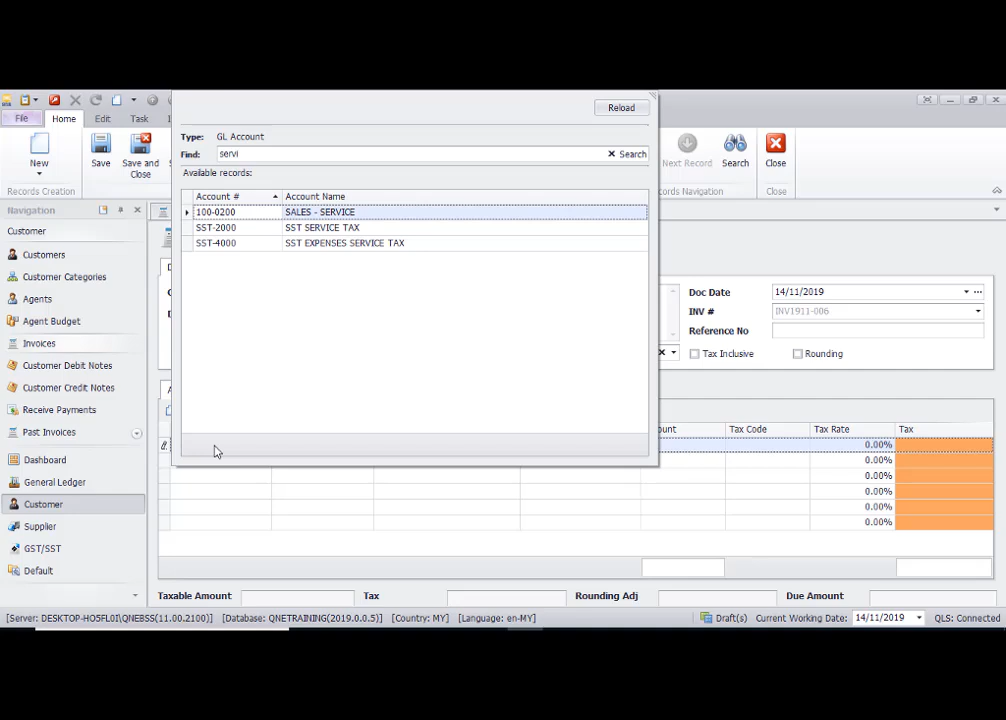 Reload
Type: GL Account
Find: servi Search
Available records:
Account # Account Name
100-0200 SALES - SERVICE
SST-2000 SST SERVICE TAX
SST-4000 SST EXPENSES SERVICE TAX
File Home Edit Task
New Save Save and Close Next Record Search Close
Records Creation Records Navigation Close
Navigation
Customer
Customers
Customer Categories
Agents
Agent Budget
Invoices
Customer Debit Notes
Customer Credit Notes
Receive Payments
Past Invoices
Dashboard
General Ledger
Customer
Supplier
GST/SST
Default
Doc Date 14/11/2019
INV # INV1911-006
Reference No
Tax Inclusive Rounding
Tax Code Tax Rate Tax
0.00%
0.00%
0.00%
0.00%
0.00%
0.00%
Taxable Amount Tax Rounding Adj Due Amount
[Server: DESKTOP-HO5FL0I\QNEBSS(11.00.2100)] [Database: QNETRAINING(2019.0.0.5)] [Country: MY] [Language: en-MY] Draft(s) Current Working Date: 14/11/2019 QLS: Connected